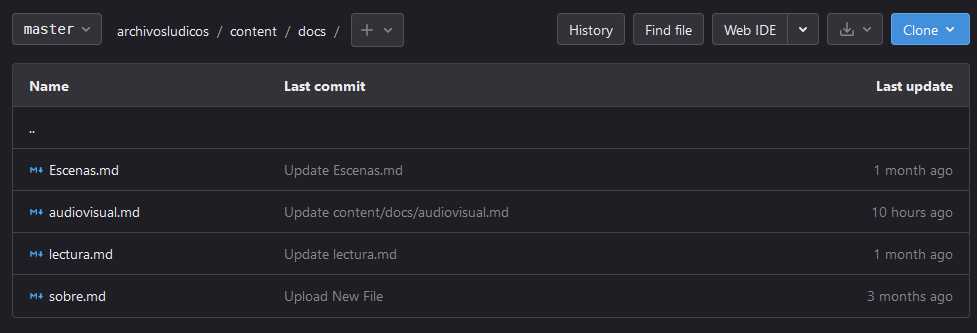 master archivosludicos / content / docs / + History Find file Web IDE Clone
Name Last commit Last update
..
Escenas.md Update Escenas.md 1 month ago
audiovisual.md Update content/docs/audiovisual.md 10 hours ago
lectura.md Update lectura.md 1 month ago
sobre.md Upload New File 3 months ago